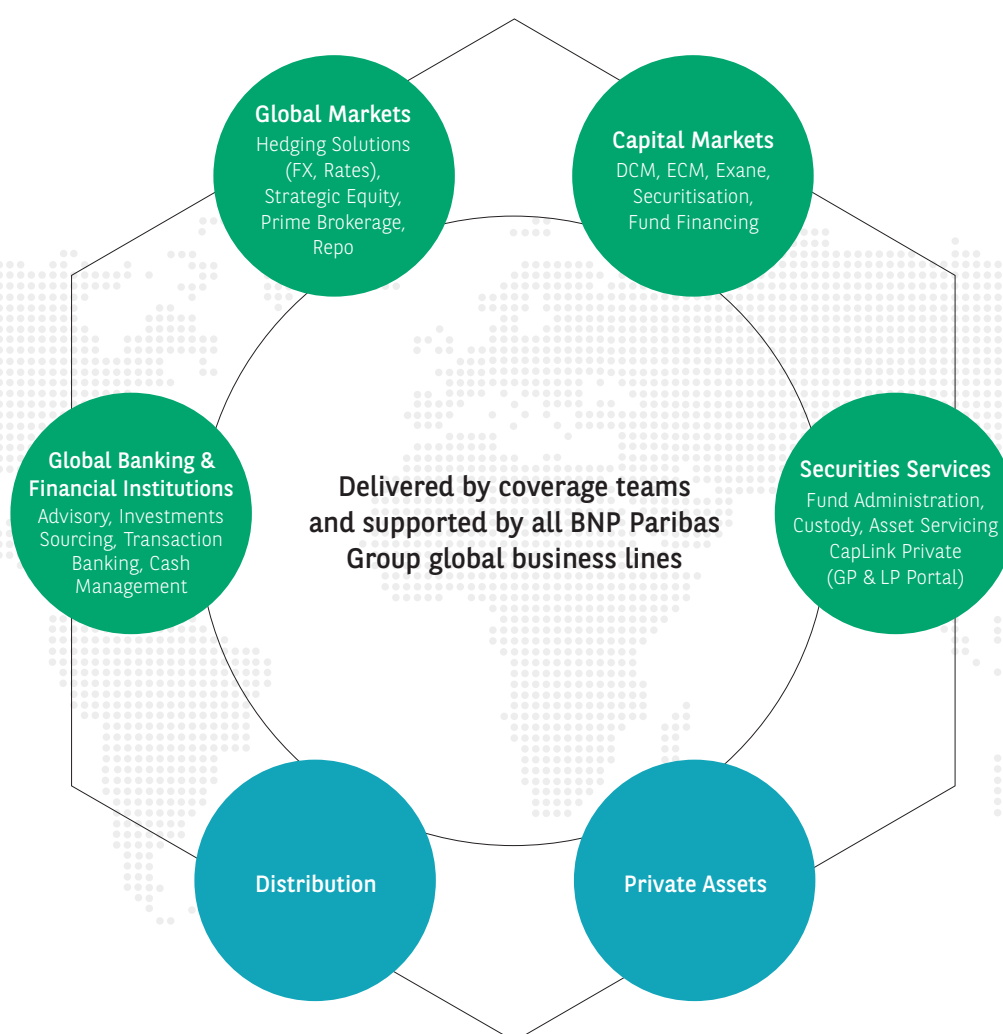 Global Markets
Hedging Solutions
(FX, Rates),
Strategic Equity,
Prime Brokerage,
Repo
Capital Markets
DCM, ECM, Exane,
Securitisation,
Fund Financing
Global Banking &
Financial Institutions
Advisory, Investments
Sourcing, Transaction
Banking, Cash
Management
Delivered by coverage teams
and supported by all BNP Paribas
Group global business lines
Securities Services
Fund Administration,
Custody, Asset Servicing
CapLink Private
(GP & LP Portal)
Distribution
Private Assets